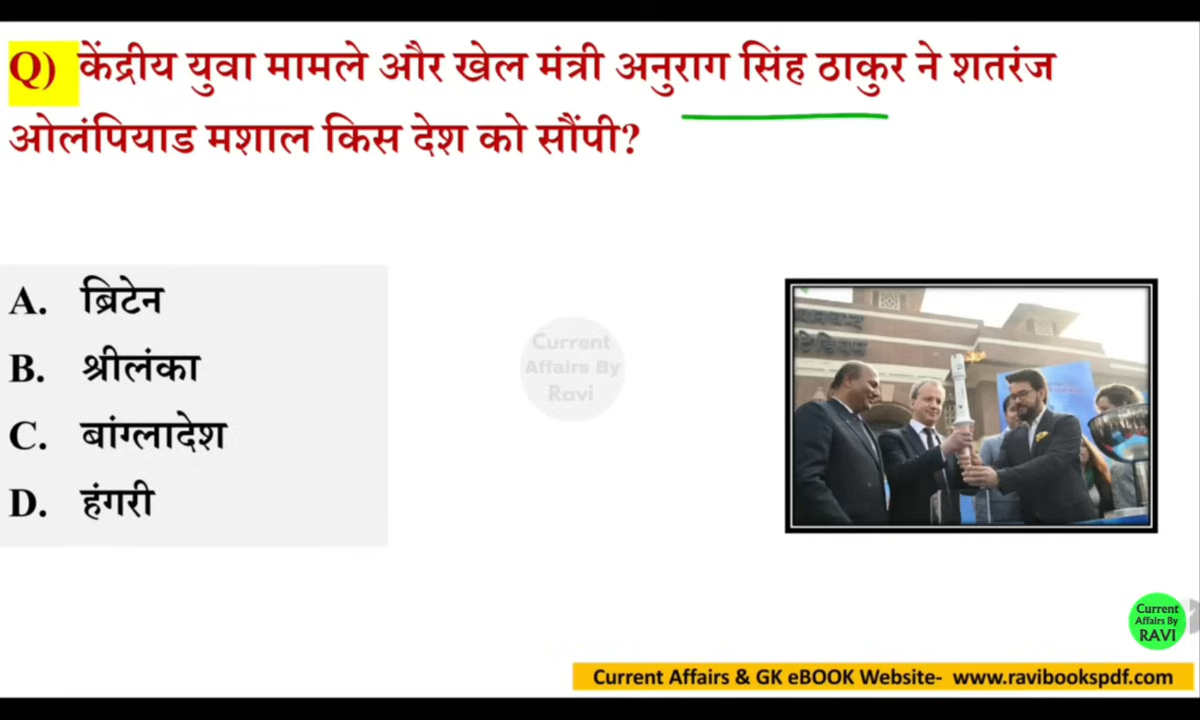 Q) केंद्रीय युवा मामले और खेल मंत्री अनुराग सिंह ठाकुर ने शतरंज
ओलंपियाड मशाल किस देश को सौंपी?
A. ब्रिटेन
B. श्रीलंका
C. बांग्लादेश
D. हंगरी
Current
Affairs By
Ravi
Current
Affairs By
RAVI
Current Affairs & GK eBOOK Website- www.ravibookspdf.com